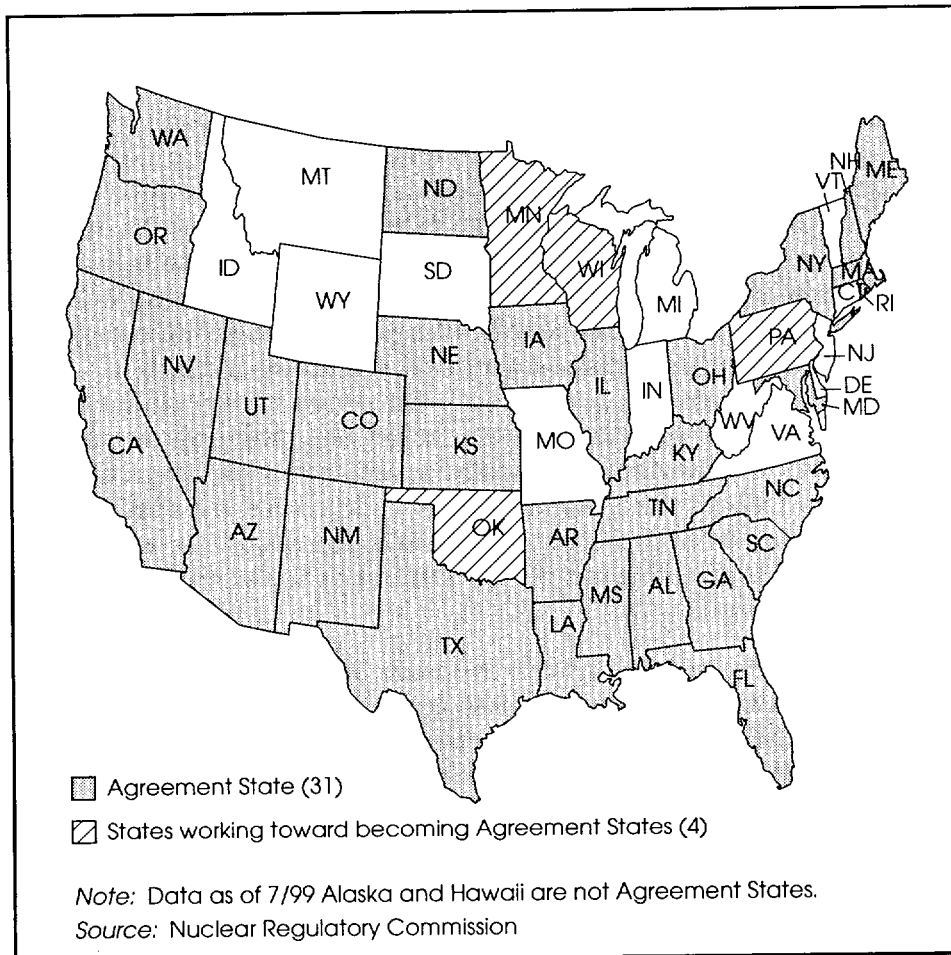 WA
MT
ND
MN
NH
VT
ME
OR
ID
SD
WI
NY
MA
WY
MI
CT
RI
NV
NE
IA
PA
NJ
UT
CO
IL
IN
OH
DE
MD
CA
KS
MO
WV
VA
KY
AZ
NM
OK
AR
TN
NC
SC
TX
LA
MS
AL
GA
FL
Agreement State (31)
States working toward becoming Agreement States (4)
Note: Data as of 7/99 Alaska and Hawaii are not Agreement States.
Source: Nuclear Regulatory Commission